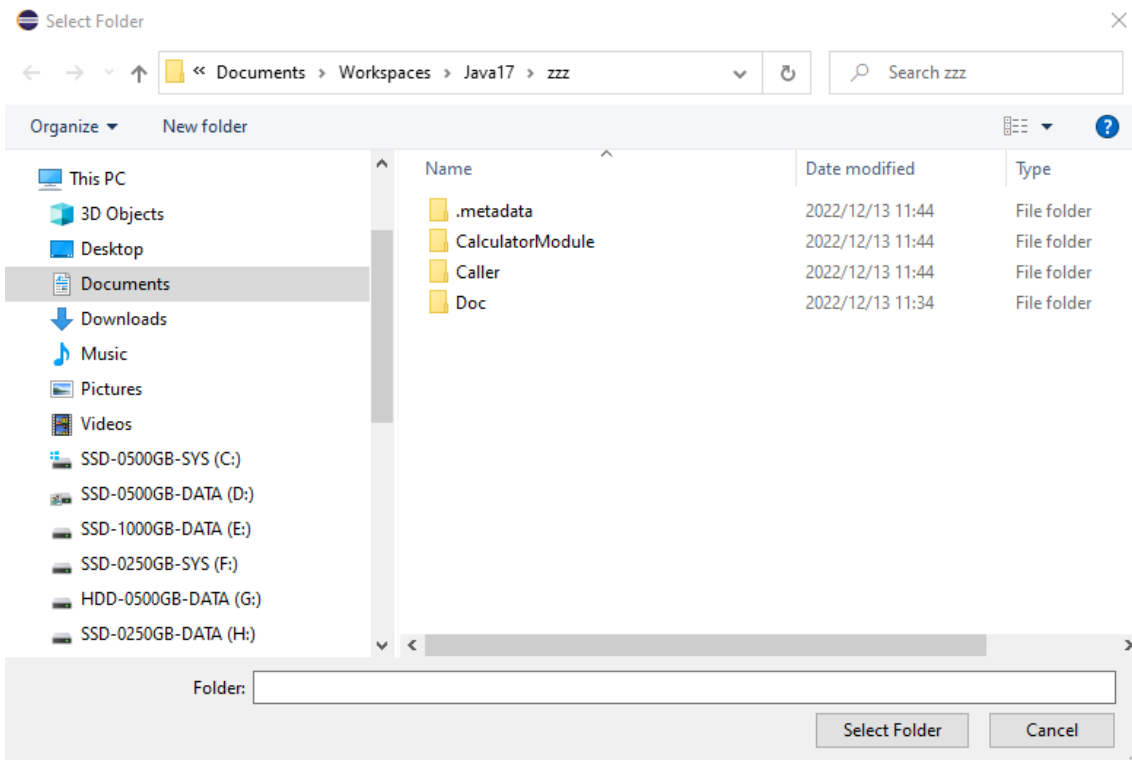 Select Folder
« Documents › Workspaces › Java17 › zzz
Search zzz
Organize
New folder
?
Name Date modified Type
This PC
3D Objects
Desktop
Documents
Downloads
Music
Pictures
Videos
SSD-0500GB-SYS (C:)
SSD-0500GB-DATA (D:)
SSD-1000GB-DATA (E:)
SSD-0250GB-SYS (F:)
HDD-0500GB-DATA (G:)
SSD-0250GB-DATA (H:)
.metadata 2022/12/13 11:44 File folder
CalculatorModule 2022/12/13 11:44 File folder
Caller 2022/12/13 11:44 File folder
Doc 2022/12/13 11:34 File folder
Folder:
Select Folder
Cancel